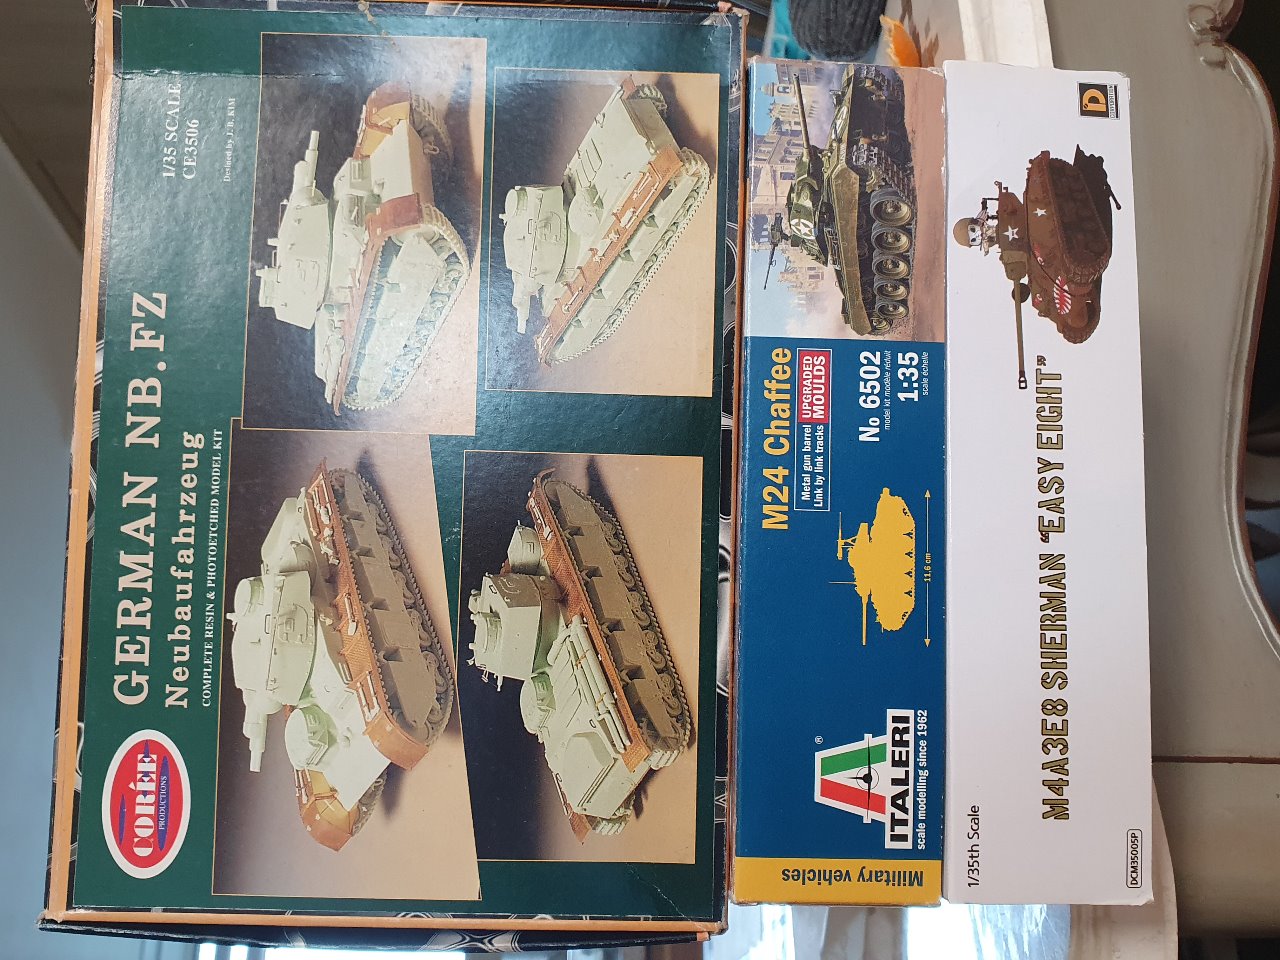 GERMAN NB.FZ
Neubaufahrzeug
COMPLETE RESIN & PHOTOETCHED MODEL KIT
1/35 SCALE
CE3506
Desined by J. B. KIM
CORÉE
PRODUCTIONS
M24 Chaffee
Metal gun barrel
Link by link tracks
UPGRADED
MOULDS
No 6502
model kit modèle réduit
1:35
scale échelle
11,6 cm
ITALERI
®
scale modelling since 1962
Military vehicles
D
M4A3E8 SHERMAN “EASY EIGHT”
1/35th Scale
DCM35005P